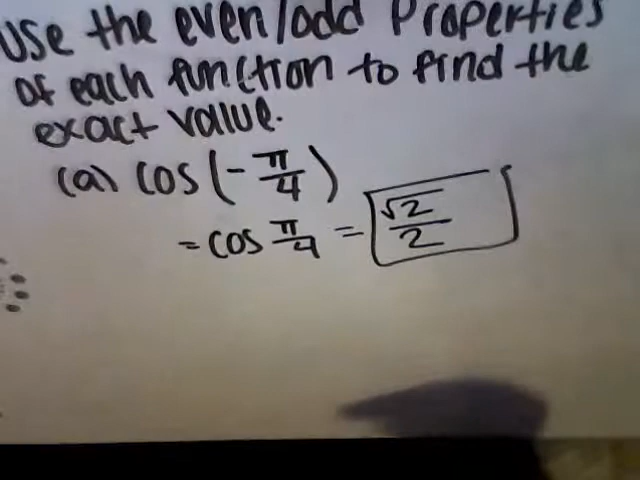 use the even/odd Properties
of each function to find the
exact value.
(a) cos(-π/4)
= cos π/4 = √2/2